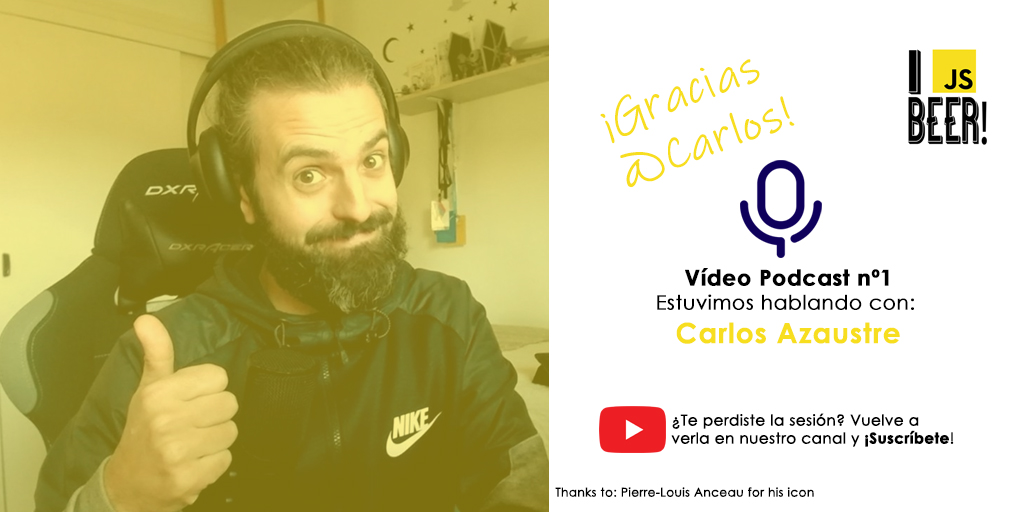 DXRACER
NIKE
¡Gracias
@Carlos!
I JS
BEER!
Vídeo Podcast nº1
Estuvimos hablando con:
Carlos Azaustre
¿Te perdiste la sesión? Vuelve a
verla en nuestro canal y ¡Suscríbete!
Thanks to: Pierre-Louis Anceau for his icon